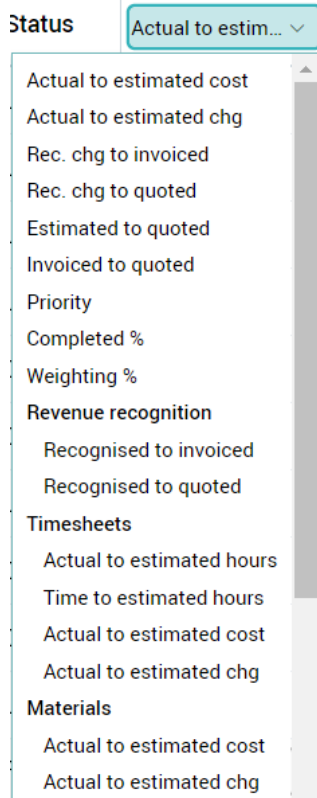 Status
Actual to estim...
Actual to estimated cost
Actual to estimated chg
Rec. chg to invoiced
Rec. chg to quoted
Estimated to quoted
Invoiced to quoted
Priority
Completed %
Weighting %
Revenue recognition
Recognised to invoiced
Recognised to quoted
Timesheets
Actual to estimated hours
Time to estimated hours
Actual to estimated cost
Actual to estimated chg
Materials
Actual to estimated cost
Actual to estimated chg